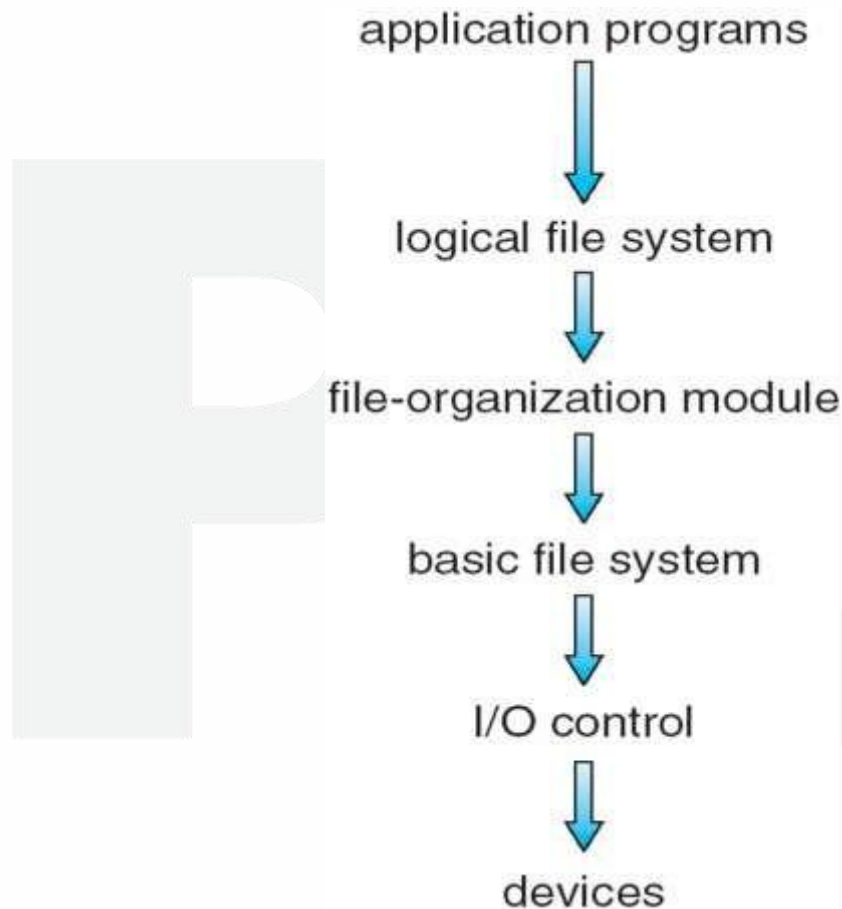 application programs
logical file system
file-organization module
basic file system
I/O control
devices